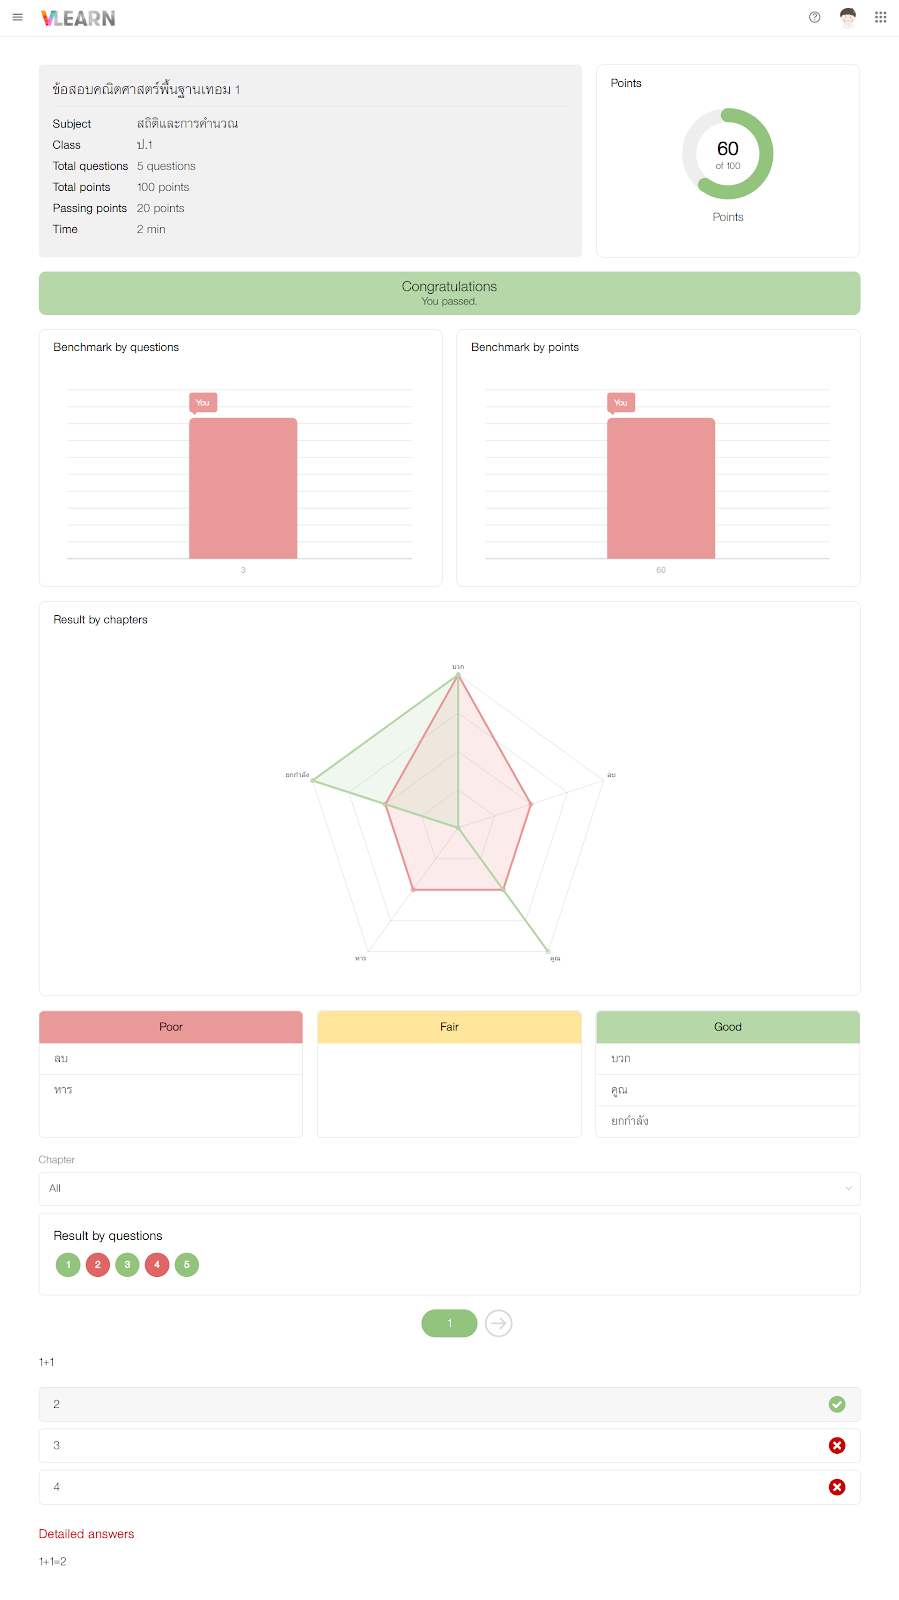 VLEARN
ข้อสอบคณิตศาสตร์พื้นฐานเทอม 1
Subject สถิติและการคำนวณ
Class ป.1
Total questions 5 questions
Total points 100 points
Passing points 20 points
Time 2 min
Points
60
of 100
Points
Congratulations
You passed.
Benchmark by questions
You
3
Benchmark by points
You
60
Result by chapters
บวก
ยกกำลัง
ลบ
หาร
คูณ
Poor
ลบ
หาร
Fair
Good
บวก
คูณ
ยกกำลัง
Chapter
All
Result by questions
1 2 3 4 5
1
1+1
2
3
4
Detailed answers
1+1=2